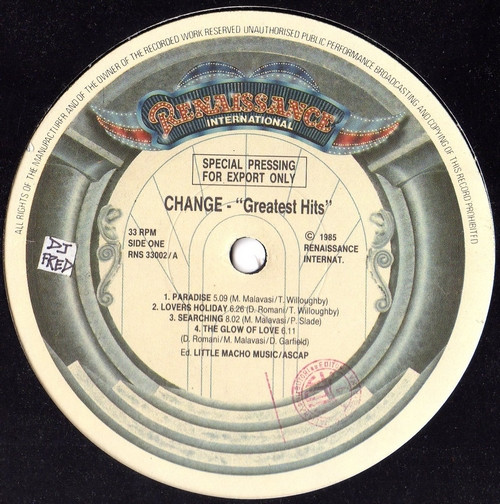 ALL RIGHTS OF THE MANUFACTURER AND OF THE OWNER OF THE RECORDED WORK RESERVED UNAUTHORISED PUBLIC PERFORMANCE BROADCASTING AND COPYING OF THIS RECORD PROHIBITED
RENAISSANCE
INTERNATIONAL
SPECIAL PRESSING
FOR EXPORT ONLY
CHANGE - "Greatest Hits"
33 RPM
SIDE ONE
RNS 33002/A
© 1985
RENAISSANCE
INTERNAT.
DJ
FRED
1. PARADISE 5.09 (M. Malavasi/T. Willoughby)
2. LOVERS HOLIDAY 6.26 (D. Romani/T. Willoughby)
3. SEARCHING 8.02 (M. Malavasi/P. Slade)
4. THE GLOW OF LOVE 6.11
(D. Romani/M. Malavasi/D. Garfield)
Ed. LITTLE MACHO MUSIC/ASCAP